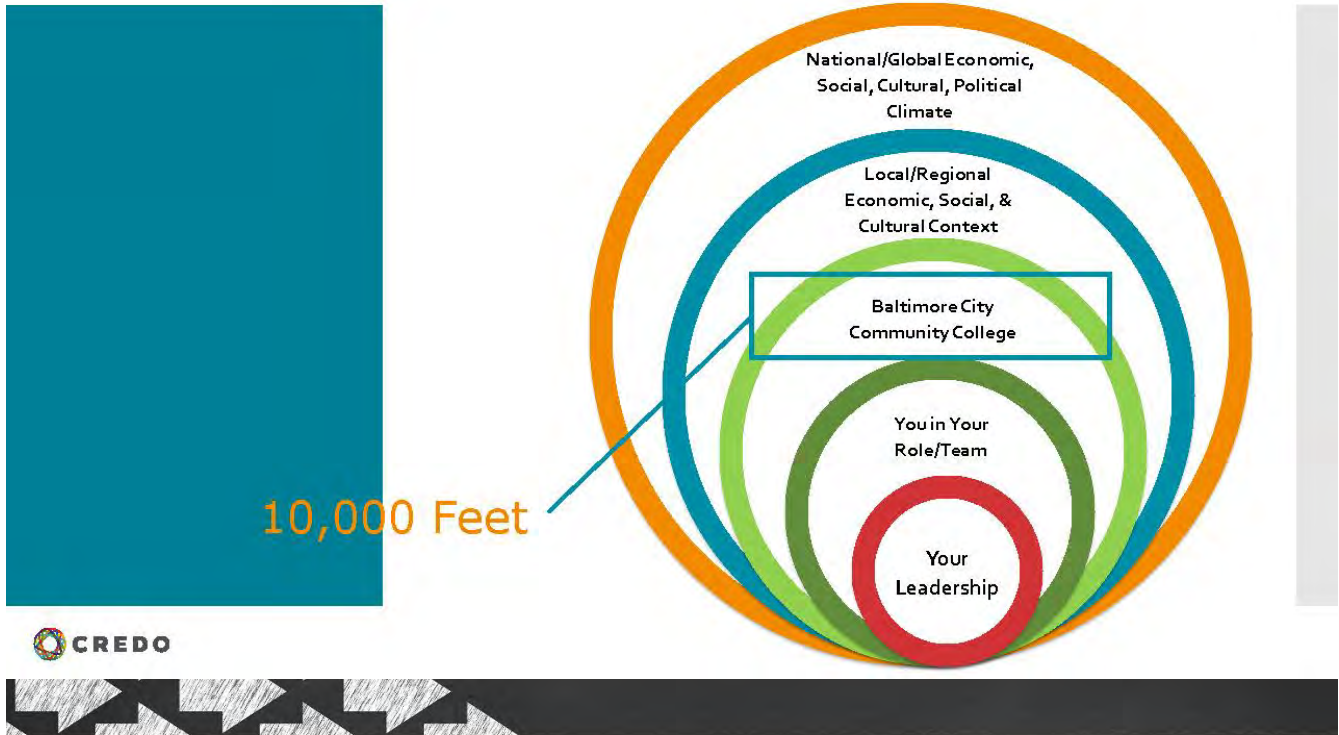 National/Global Economic,
Social, Cultural, Political
Climate
Local/Regional
Economic, Social, &
Cultural Context
Baltimore City
Community College
You in Your
Role/Team
10,000 Feet
Your
Leadership
CREDO